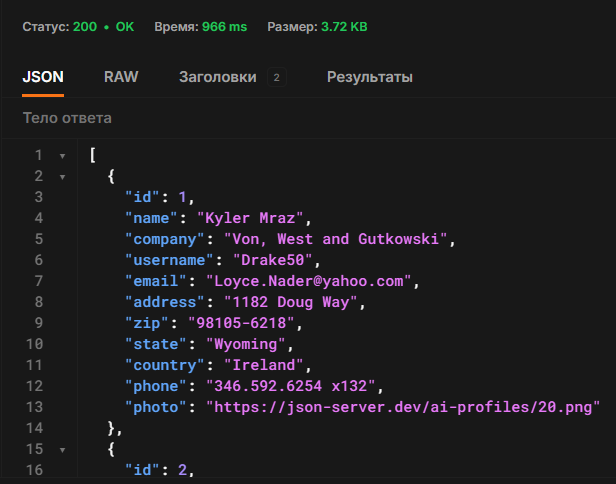 Статус: 200 • OK Время: 966 ms Размер: 3.72 KB
JSON RAW Заголовки 2 Результаты
Тело ответа
1 [
2 {
3 "id": 1,
4 "name": "Kyler Mraz",
5 "company": "Von, West and Gutkowski",
6 "username": "Drake50",
7 "email": "Loyce.Nader@yahoo.com",
8 "address": "1182 Doug Way",
9 "zip": "98105-6218",
10 "state": "Wyoming",
11 "country": "Ireland",
12 "phone": "346.592.6254 x132",
13 "photo": "https://json-server.dev/ai-profiles/20.png"
14 },
15 {
16 "id": 2,